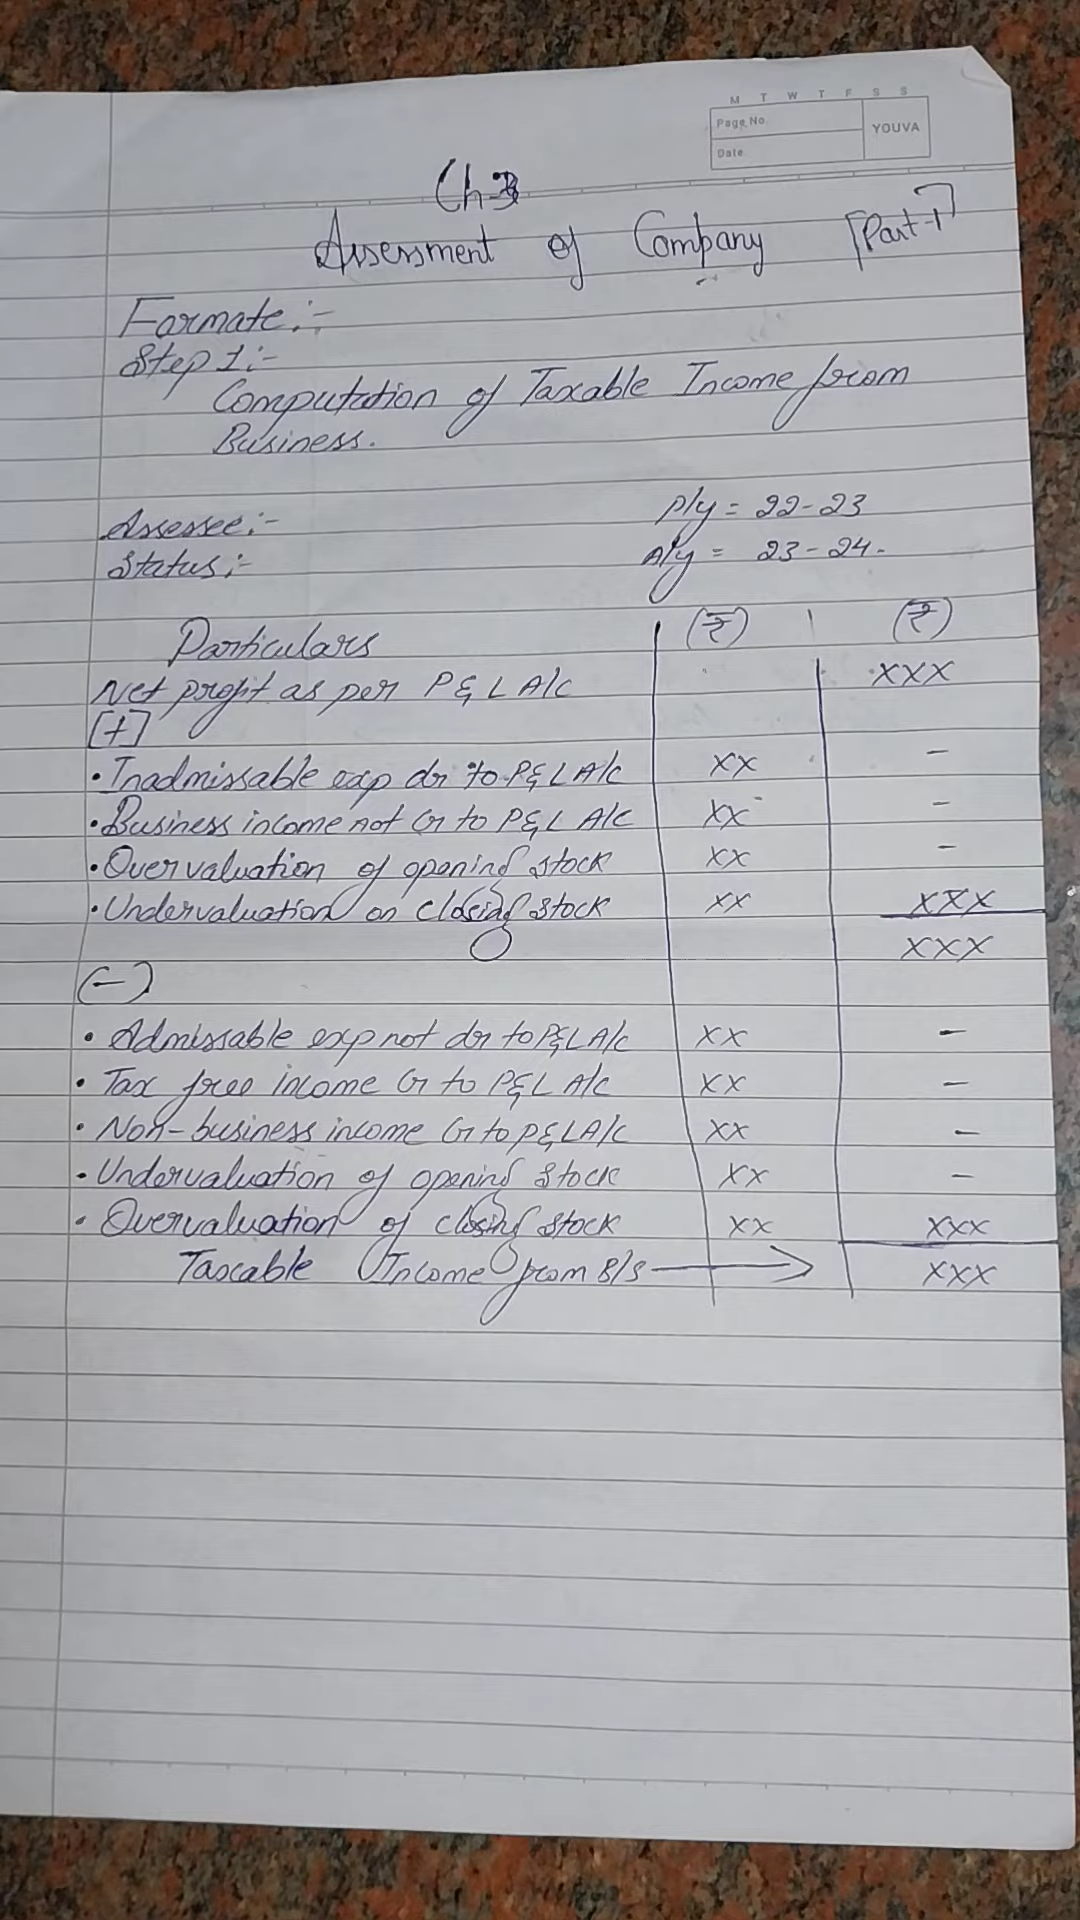 M T W T F S S
Page No.
YOUVA
Date
Ch-3
Assessment of Company [Part-1]
Formate:-
Step 1:-
Computation of Taxable Income from
Business.
Assessee:- P/y = 22-23
Status:- A/y = 23-24.
Particulars (₹) (₹)
Net profit as per P & L A/c XXX
[+]
• Inadmissable exp dr to P & L A/c XX -
• Business income not Cr to P & L A/c XX -
• Overvaluation of opening stock XX -
• Undervaluation on closing stock XX XXX
XXX
(-)
• Admissable exp not dr to P & L A/c XX -
• Tax free income Cr to P & L A/c XX -
• Non-business income Cr to P & L A/c XX -
• Undervaluation of opening stock XX -
• Overvaluation of closing stock XX XXX
Taxable Income from B/s → XXX